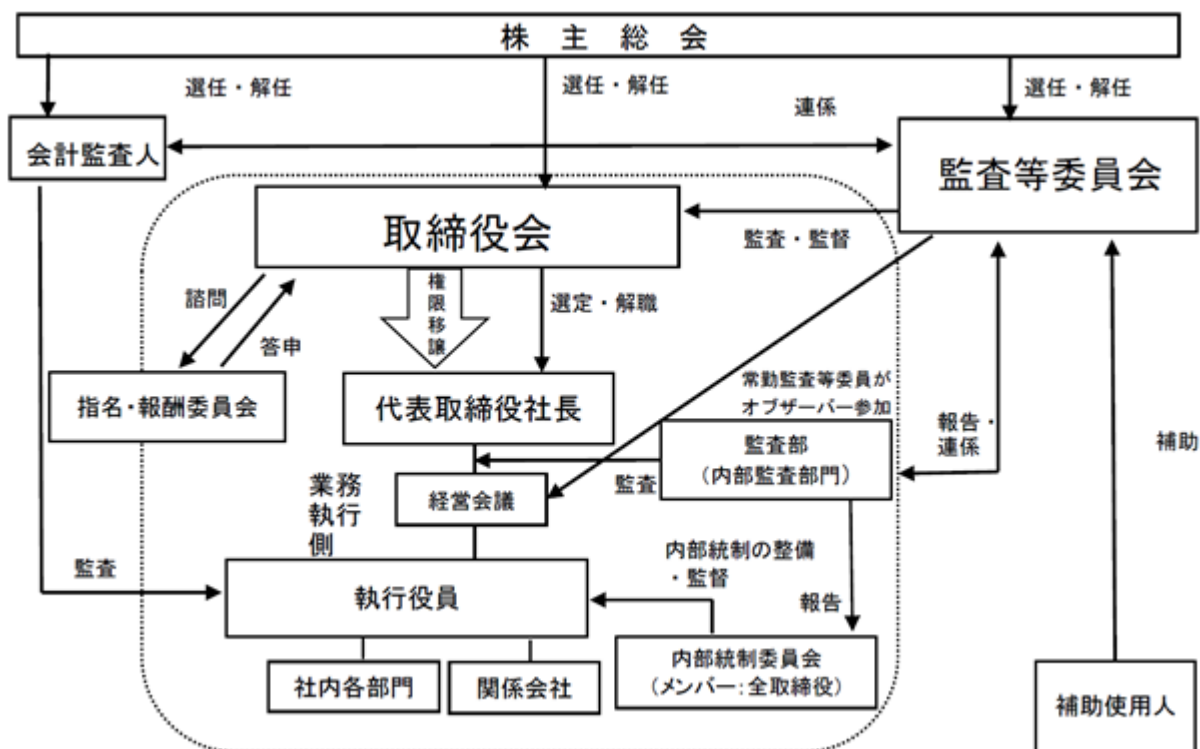 株 主 総 会
選任・解任
選任・解任
選任・解任
連係
会計監査人
監査等委員会
取締役会
監査・監督
諮問
答申
権
限
移
譲
選定・解職
指名・報酬委員会
代表取締役社長
常勤監査等委員が
オブザーバー参加
監査部
（内部監査部門）
報告・
連係
補助
監査
業務
執行
側
経営会議
内部統制の整備
・監督
監査
執行役員
報告
社内各部門
関係会社
内部統制委員会
（メンバー：全取締役）
補助使用人